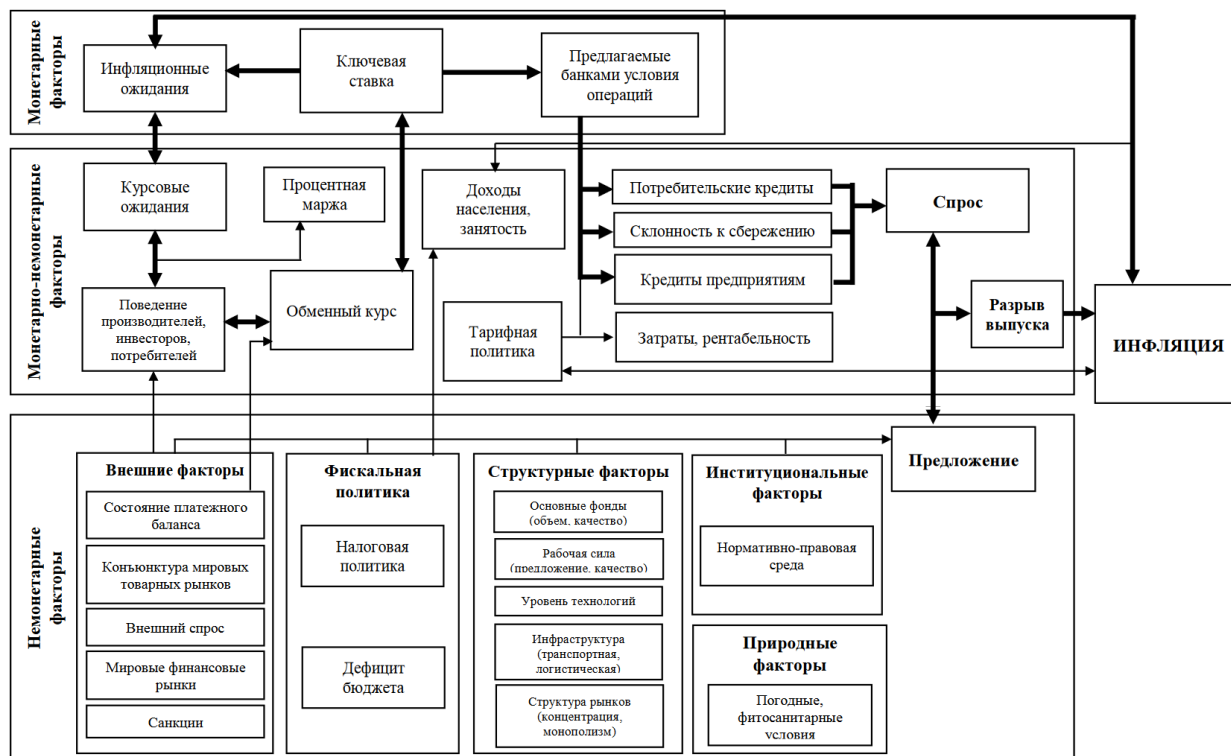 Монетарные
факторы
Инфляционные
ожидания
Ключевая
ставка
Предлагаемые
банками условия
операций
Монетарно-немонетарные
факторы
Курсовые
ожидания
Процентная
маржа
Доходы
населения,
занятость
Потребительские кредиты
Склонность к сбережению
Кредиты предприятиям
Спрос
Поведение
производителей,
инвесторов,
потребителей
Обменный курс
Тарифная
политика
Затраты, рентабельность
Разрыв
выпуска
ИНФЛЯЦИЯ
Немонетарные
факторы
Внешние факторы
Состояние платежного
баланса
Конъюнктура мировых
товарных рынков
Внешний спрос
Мировые финансовые
рынки
Санкции
Фискальная
политика
Налоговая
политика
Дефицит
бюджета
Структурные факторы
Основные фонды
(объем, качество)
Рабочая сила
(предложение, качество)
Уровень технологий
Инфраструктура
(транспортная,
логистическая)
Структура рынков
(концентрация,
монополизм)
Институциональные
факторы
Нормативно-правовая
среда
Природные
факторы
Погодные,
фитосанитарные
условия
Предложение